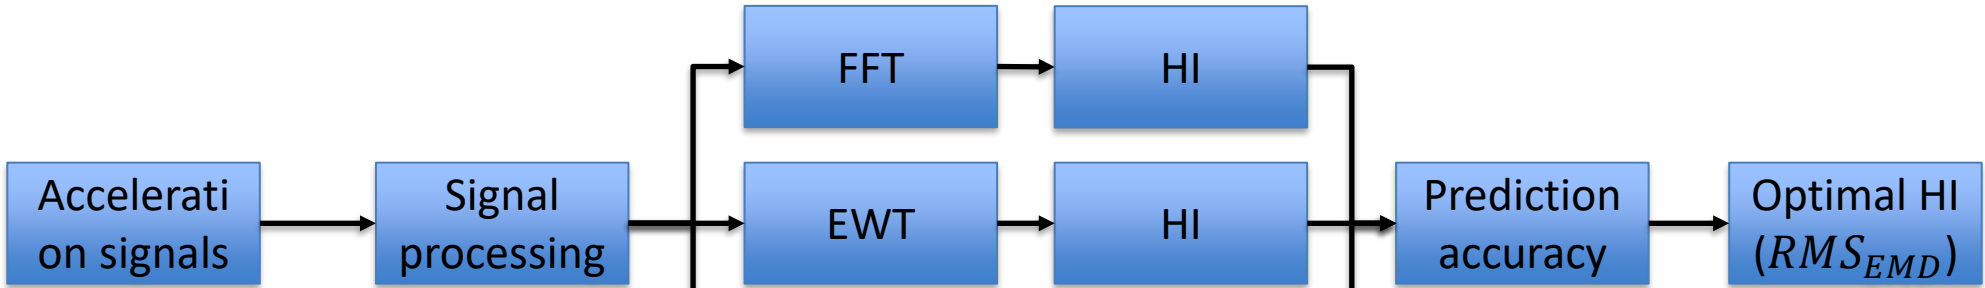 FFT
HI
Accelerati
on signals
Signal
processing
EWT
HI
Prediction
accuracy
Optimal HI
(RMS_EMD)